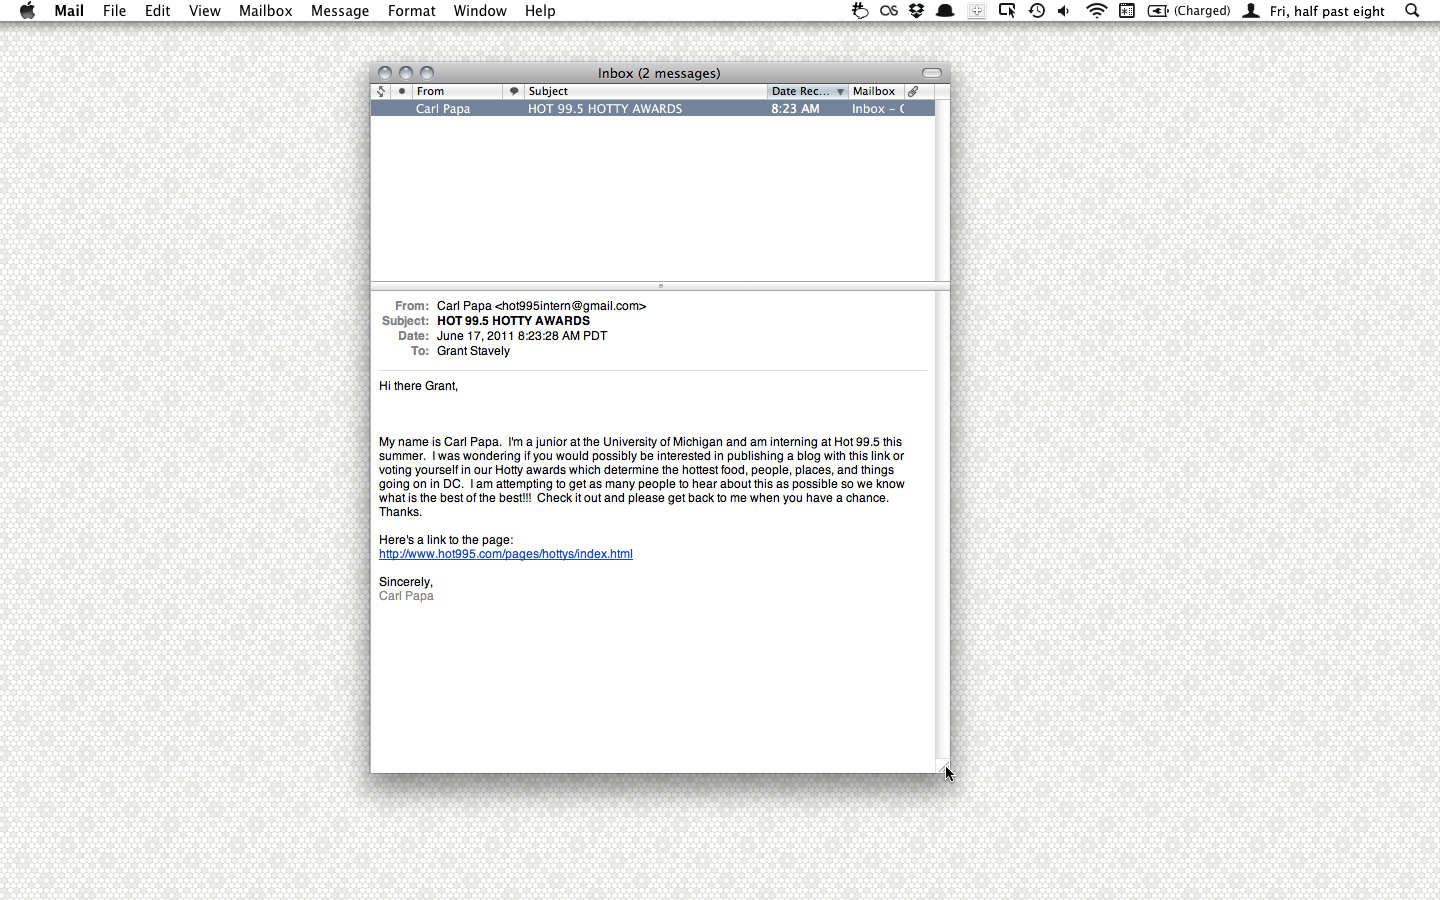 Mail File Edit View Mailbox Message Format Window Help (Charged) Fri, half past eight
Inbox (2 messages)
From Subject Date Rec... Mailbox
Carl Papa HOT 99.5 HOTTY AWARDS 8:23 AM Inbox –
From: Carl Papa <hot995intern@gmail.com>
Subject: HOT 99.5 HOTTY AWARDS
Date: June 17, 2011 8:23:28 AM PDT
To: Grant Stavely
Hi there Grant,
My name is Carl Papa.  I'm a junior at the University of Michigan and am interning at Hot 99.5 this
summer.  I was wondering if you would possibly be interested in publishing a blog with this link or
voting yourself in our Hotty awards which determine the hottest food, people, places, and things
going on in DC.  I am attempting to get as many people to hear about this as possible so we know
what is the best of the best!!!  Check it out and please get back to me when you have a chance.
Thanks.
Here's a link to the page:
http://www.hot995.com/pages/hottys/index.html
Sincerely,
Carl Papa